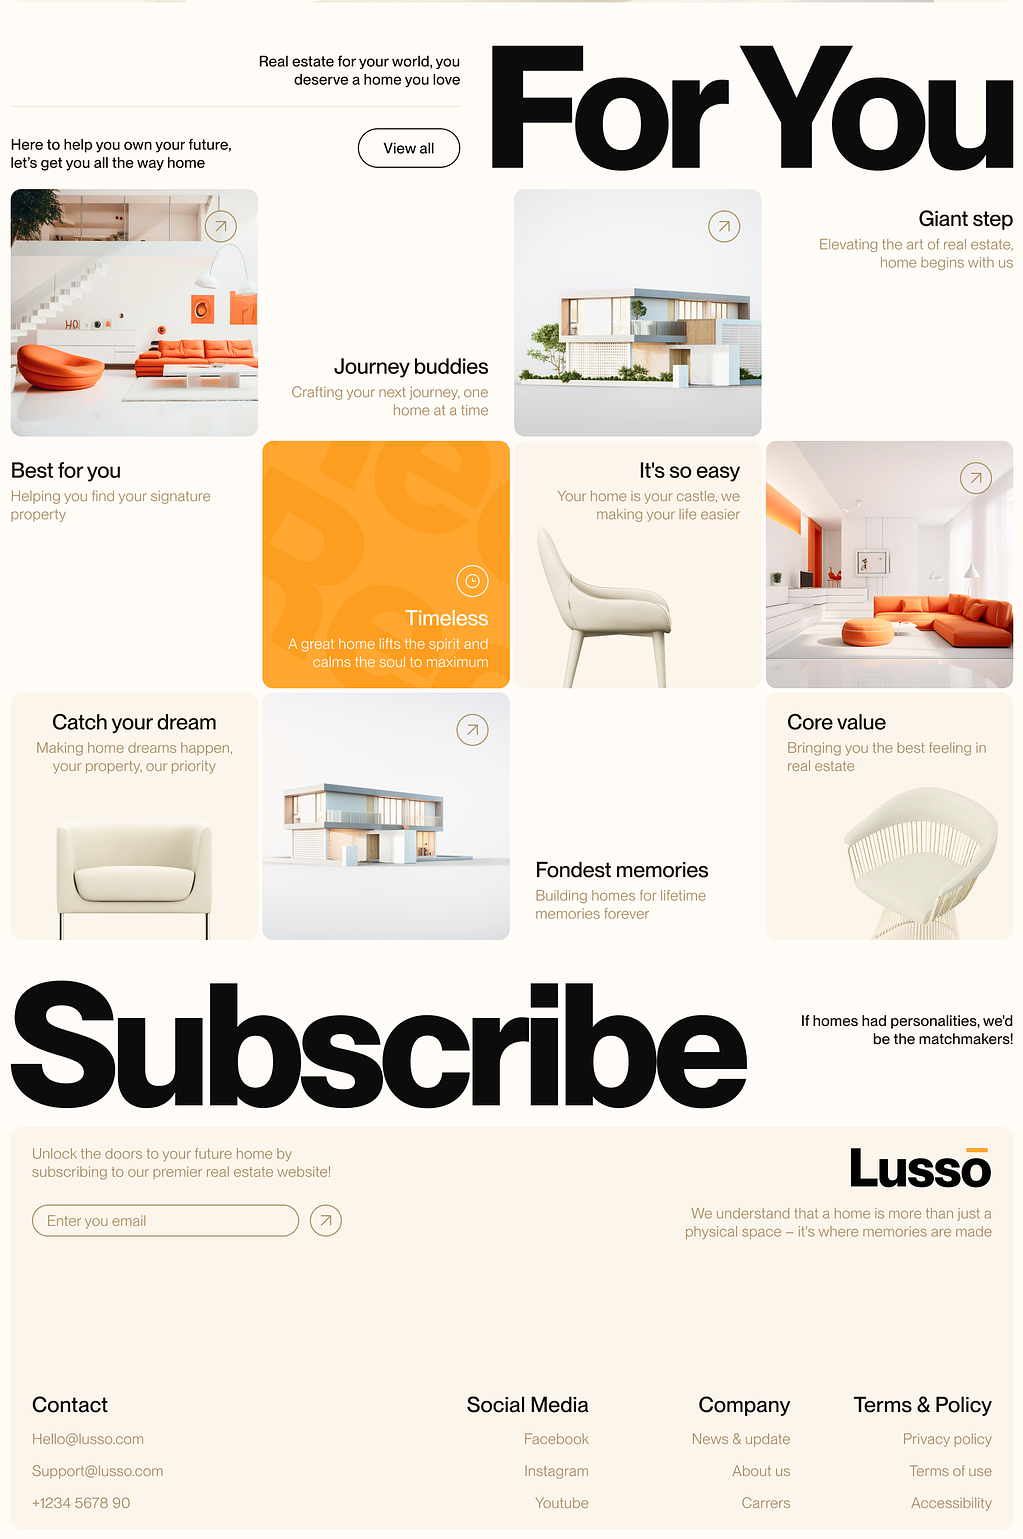 Real estate for your world, you
deserve a home you love
For You
Here to help you own your future,
let's get you all the way home
View all
Giant step
Elevating the art of real estate,
home begins with us
Journey buddies
Crafting your next journey, one
home at a time
Best for you
Helping you find your signature
property
Timeless
A great home lifts the spirit and
calms the soul to maximum
It's so easy
Your home is your castle, we
making your life easier
Catch your dream
Making home dreams happen,
your property, our priority
Fondest memories
Building homes for lifetime
memories forever
Core value
Bringing you the best feeling in
real estate
Subscribe
If homes had personalities, we'd
be the matchmakers!
Unlock the doors to your future home by
subscribing to our premier real estate website!
Enter you email
Lussō
We understand that a home is more than just a
physical space – it's where memories are made
Contact
Hello@lusso.com
Support@lusso.com
+1234 5678 90
Social Media
Facebook
Instagram
Youtube
Company
News & update
About us
Carrers
Terms & Policy
Privacy policy
Terms of use
Accessibility